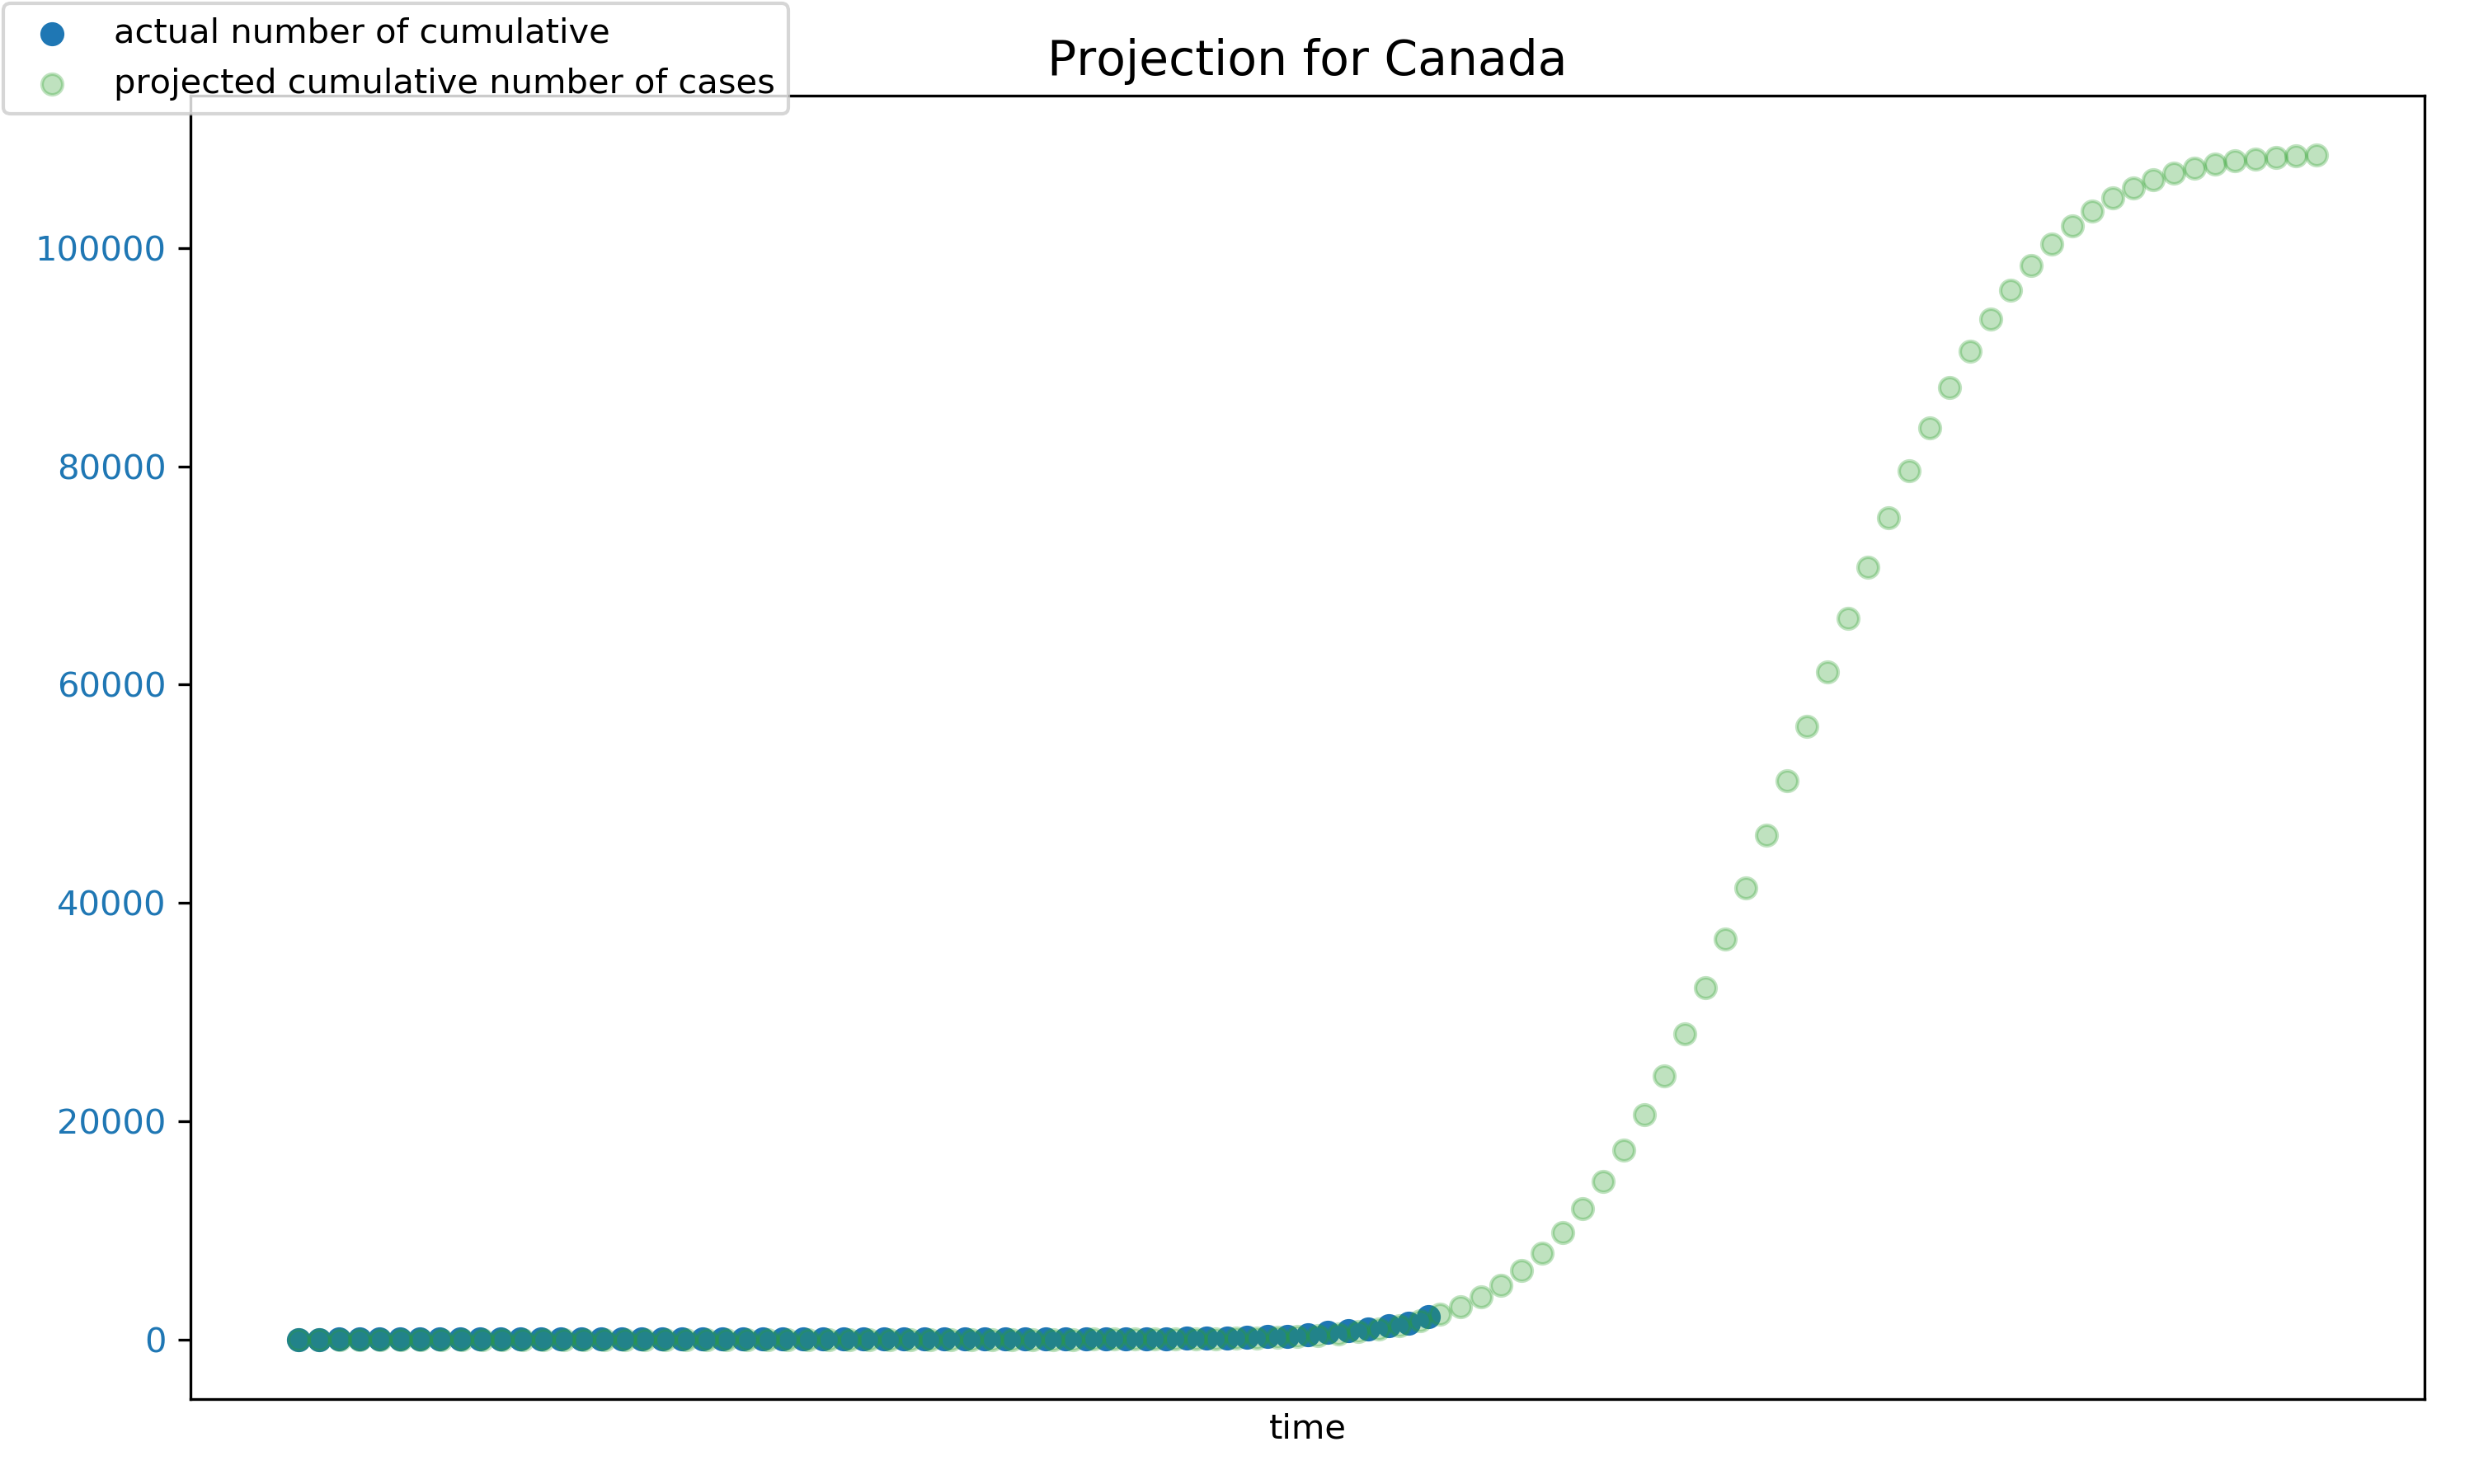 actual number of cumulative
projected cumulative number of cases
Projection for Canada
100000
80000
60000
40000
20000
0
time